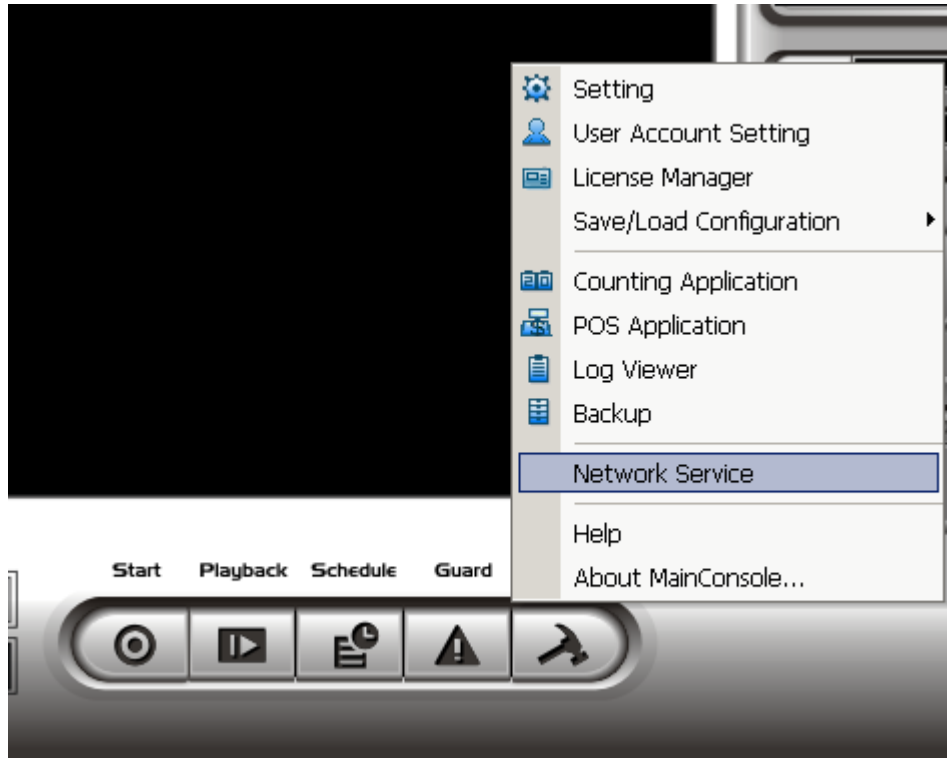 Setting
User Account Setting
License Manager
Save/Load Configuration
Counting Application
POS Application
Log Viewer
Backup
Network Service
Help
About MainConsole...
Start Playback Schedule Guard